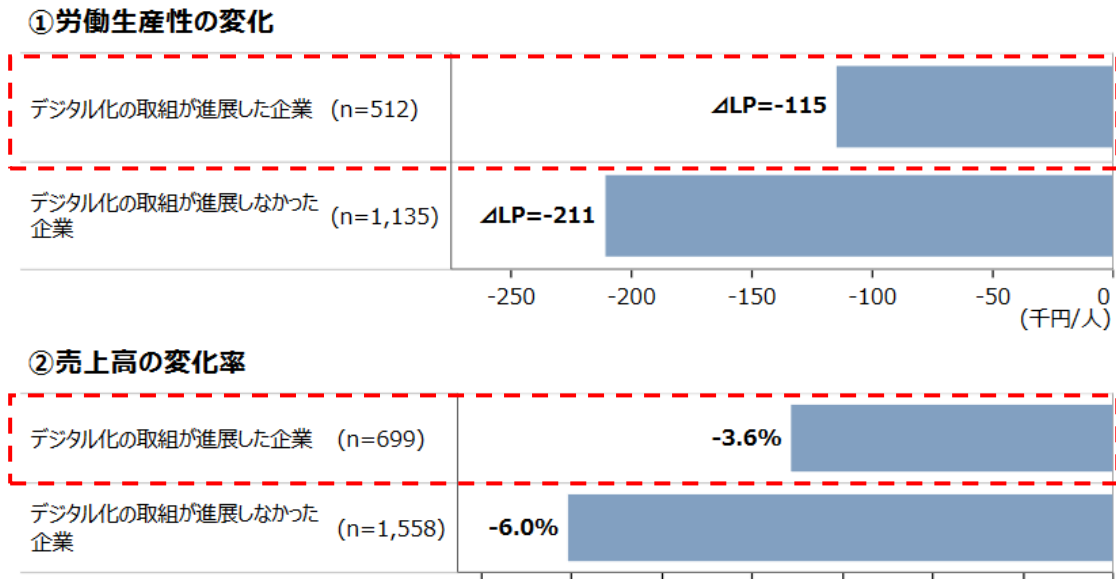 ①労働生産性の変化
デジタル化の取組が進展した企業 (n=512)
⊿LP=-115
デジタル化の取組が進展しなかった
企業
(n=1,135)
⊿LP=-211
-250 -200 -150 -100 -50 0
(千円/人)
②売上高の変化率
デジタル化の取組が進展した企業 (n=699)
-3.6%
デジタル化の取組が進展しなかった
企業
(n=1,558)
-6.0%